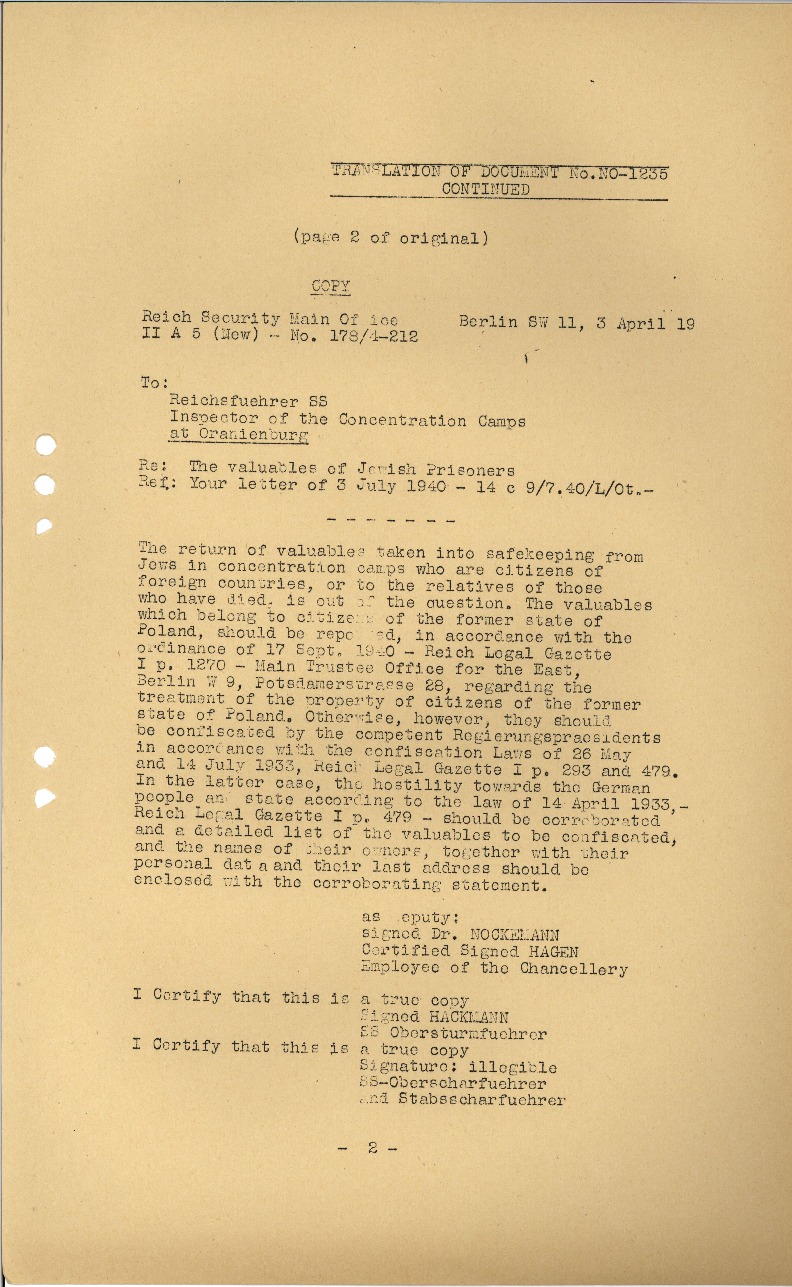 TRANSLATION OF DOCUMENT No.NO-1235
CONTINUED
(page 2 of original)
COPY
Reich Security Main Of ice
Berlin SW 11, 3 April 19
II A 5 (New) - No. 178/4-212
To:
Reichsfuehrer SS
Inspector of the Concentration Camps
at Oranienburg
Re: The valuables of Jewish Prisoners
Ref: Your letter of 3 July 1940 - 14 c 9/7.40/L/Ot.-
- - - - - - -
The return of valuables taken into safekeeping from
Jews in concentration camps who are citizens of
foreign countries, or to the relatives of those
who have died, is out of the question. The valuables
which belong to citizens of the former state of
Poland, should be repo ed, in accordance with the
ordinance of 17 Sept. 1940 - Reich Legal Gazette
I p. 1270 - Main Trustee Office for the East,
Berlin W 9, Potsdamerstrasse 28, regarding the
treatment of the property of citizens of the former
state of Poland. Otherwise, however, they should
be confiscated by the competent Regierungspraesidents
in accordance with the confiscation Laws of 26 May
and 14 July 1933, Reich Legal Gazette I p. 293 and 479.
In the latter case, the hostility towards the German
people and state according to the law of 14 April 1933,-
Reich Legal Gazette I p. 479 - should be corroborated
and a detailed list of the valuables to be confiscated,
and the names of their owners, together with their
personal dat a and their last address should be
enclosed with the corroborating statement.
as eputy:
signed Dr. NOCKEMANN
Certified Signed HAGEN
Employee of the Chancellery
I Certify that this is a true copy
Signed HACKMANN
SS Obersturmfuehrer
I Certify that this is a true copy
Signature: illegible
SS-Oberscharfuehrer
and Stabsscharfuehrer
- 2 -